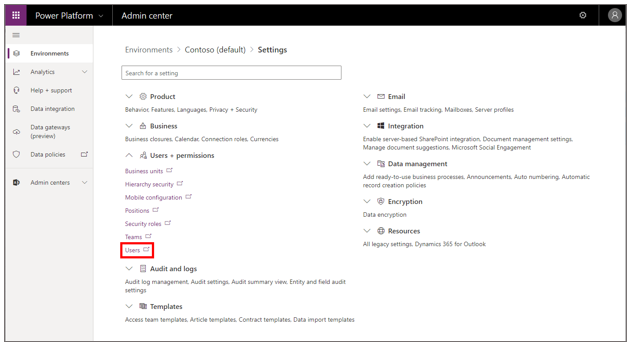 Power Platform
Admin center
Environments
Analytics
Help + support
Data integration
Data gateways
(preview)
Data policies
Admin centers
Environments > Contoso (default) > Settings
Search for a setting
Product
Behavior, Features, Languages, Privacy + Security
Business
Business closures, Calendar, Connection roles, Currencies
Users + permissions
Business units
Hierarchy security
Mobile configuration
Positions
Security roles
Teams
Users
Audit and logs
Audit log management, Audit settings, Audit summary view, Entity and field audit
settings
Templates
Access team templates, Article templates, Contract templates, Data import templates
Email
Email settings, Email tracking, Mailboxes, Server profiles
Integration
Enable server-based SharePoint integration, Document management settings,
Manage document suggestions, Microsoft Social Engagement
Data management
Add ready-to-use business processes, Announcements, Auto numbering, Automatic
record creation policies
Encryption
Data encryption
Resources
All legacy settings, Dynamics 365 for Outlook